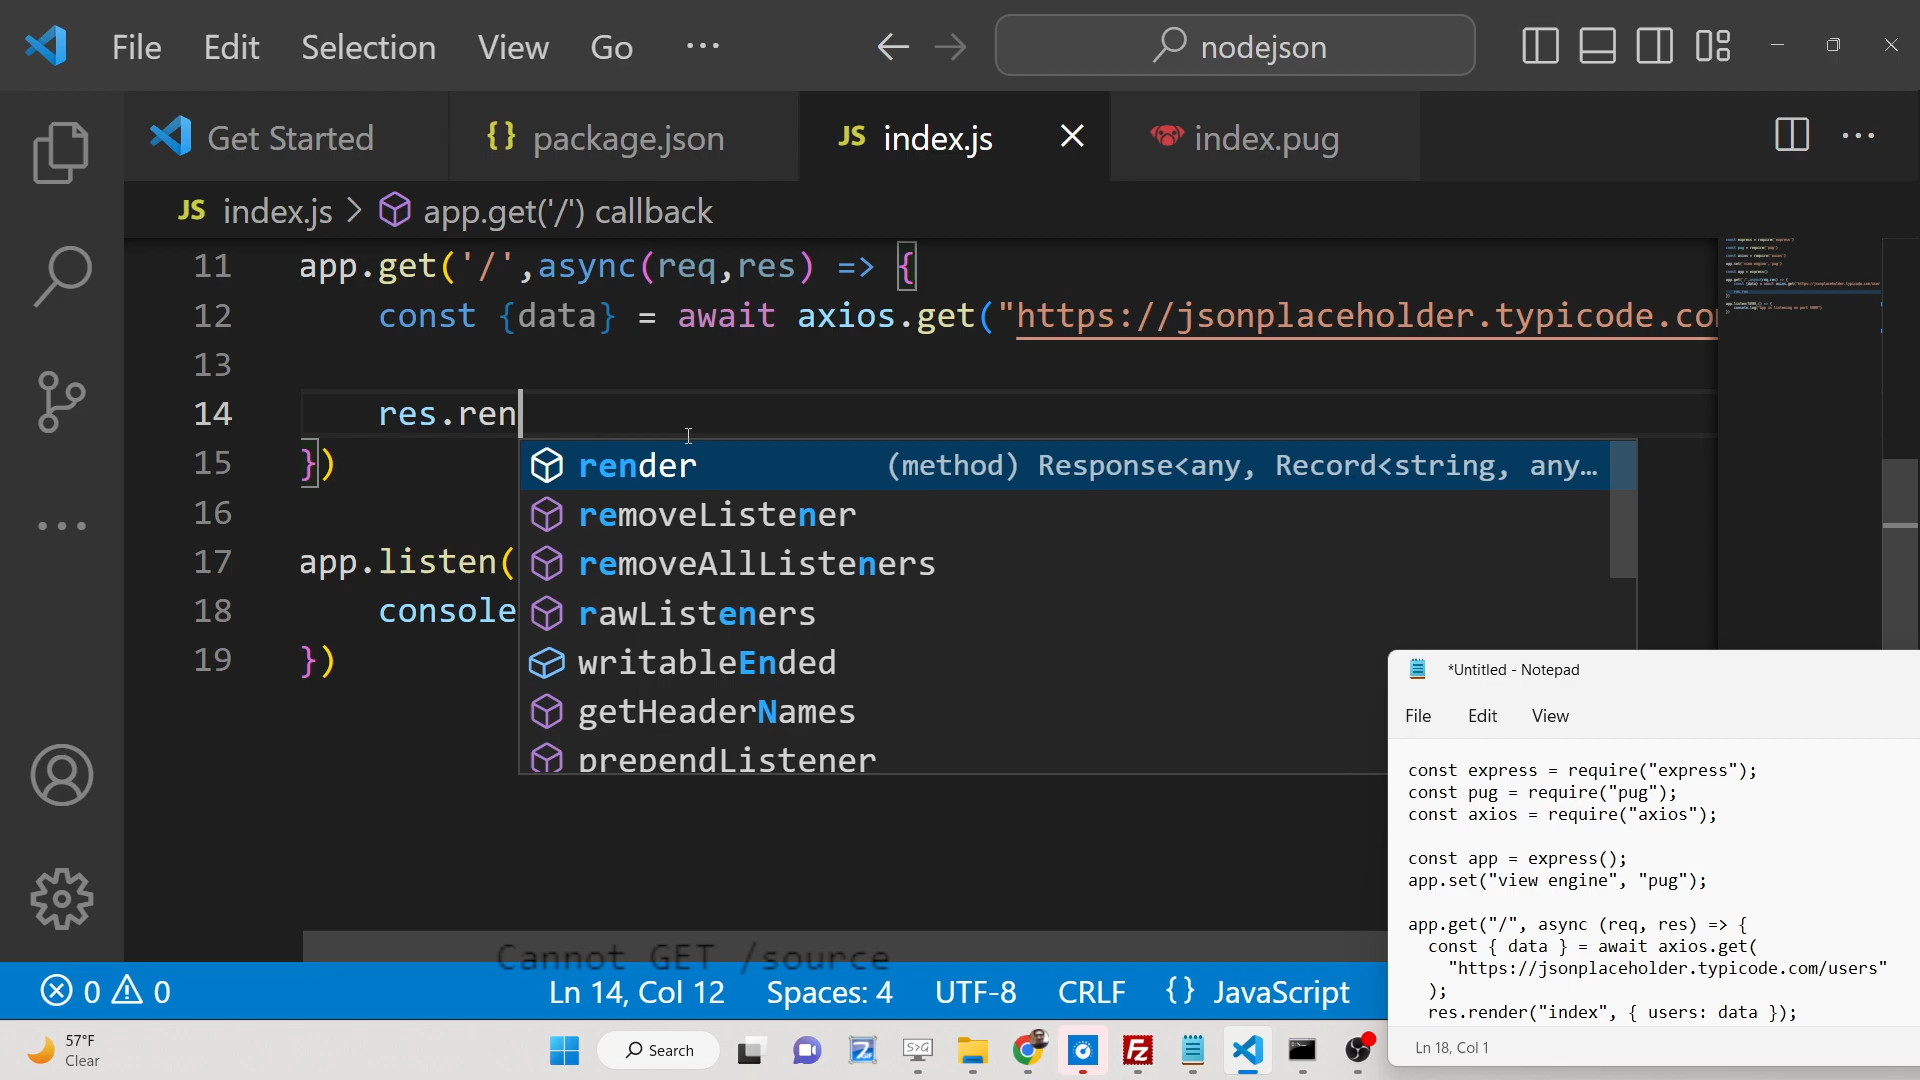 File Edit Selection View Go ···
nodejson
Get Started
{} package.json
JS index.js
index.pug
JS index.js > app.get('/') callback
11 app.get('/',async(req,res) => {
12 const {data} = await axios.get("https://jsonplaceholder.typicode.co
13
14 res.ren
15 })
16
17 app.listen(
18 console
19 })
render (method) Response<any, Record<string, any…
removeListener
removeAllListeners
rawListeners
writableEnded
getHeaderNames
prependListener
Cannot GET /source
0 0
Ln 14, Col 12
Spaces: 4
UTF-8
CRLF
{} JavaScript
*Untitled - Notepad
File Edit View
const express = require("express");
const pug = require("pug");
const axios = require("axios");
const app = express();
app.set("view engine", "pug");
app.get("/", async (req, res) => {
const { data } = await axios.get(
"https://jsonplaceholder.typicode.com/users"
);
res.render("index", { users: data });
Ln 18, Col 1
57°F
Clear
Search